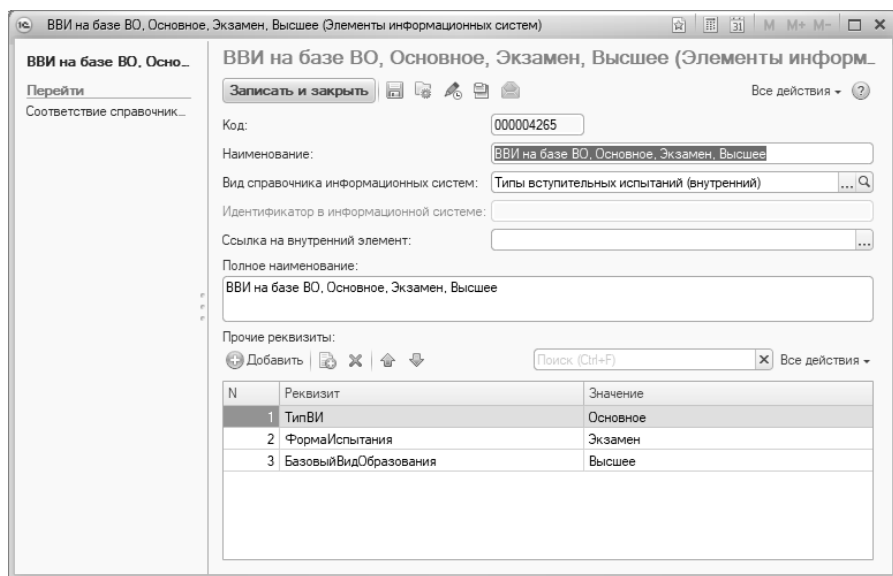 ВВИ на базе ВО, Основное, Экзамен, Высшее (Элементы информационных систем)
M M+ M-
ВВИ на базе ВО, Осно...
Перейти
Соответствие справочник...
ВВИ на базе ВО, Основное, Экзамен, Высшее (Элементы информ...
Записать и закрыть
Все действия
Код: 000004265
Наименование: ВВИ на базе ВО, Основное, Экзамен, Высшее
Вид справочника информационных систем: Типы вступительных испытаний (внутренний) ...
Идентификатор в информационной системе:
Ссылка на внутренний элемент: ...
Полное наименование:
ВВИ на базе ВО, Основное, Экзамен, Высшее
Прочие реквизиты:
Добавить Поиск (Ctrl+F) Все действия
N Реквизит Значение
1 ТипВИ Основное
2 ФормаИспытания Экзамен
3 БазовыйВидОбразования Высшее